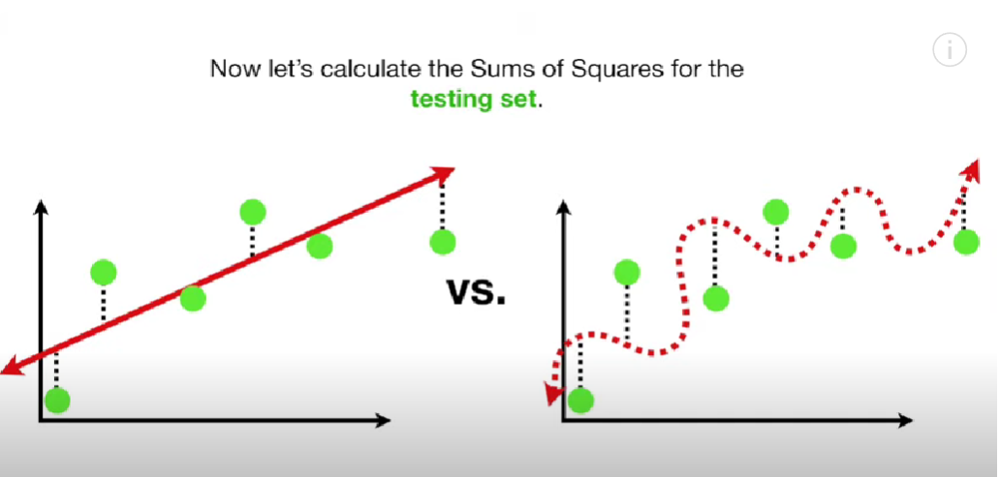 Now let's calculate the Sums of Squares for the
testing set.
vs.
i